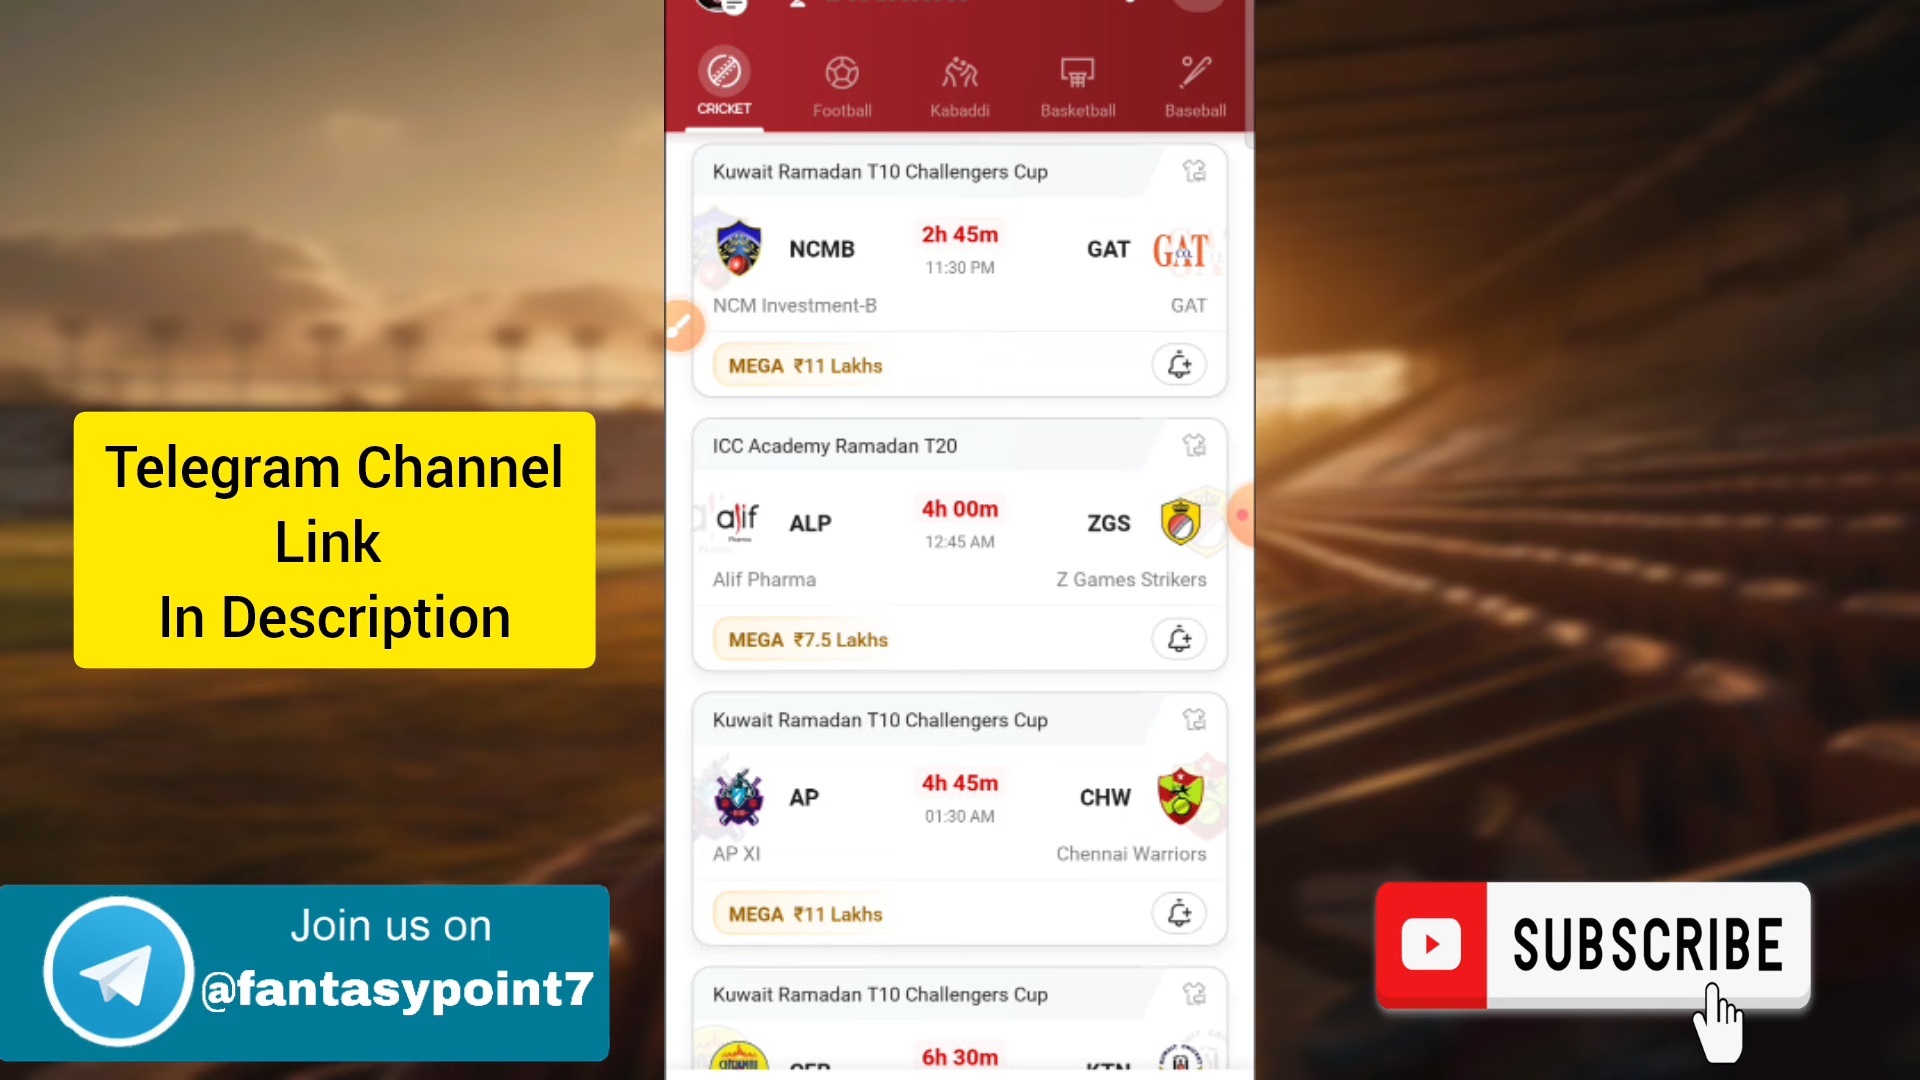 CRICKET
Football
Kabaddi
Basketball
Baseball
Kuwait Ramadan T10 Challengers Cup
NCMB
2h 45m
11:30 PM
GAT
GAT
CO.
NCM Investment-B
GAT
MEGA ₹11 Lakhs
ICC Academy Ramadan T20
alif
Pharma
ALP
4h 00m
12:45 AM
ZGS
Alif Pharma
Z Games Strikers
MEGA ₹7.5 Lakhs
Kuwait Ramadan T10 Challengers Cup
AP
4h 45m
01:30 AM
CHW
AP XI
Chennai Warriors
MEGA ₹11 Lakhs
Kuwait Ramadan T10 Challengers Cup
6h 30m
Telegram Channel
Link
In Description
Join us on
@fantasypoint7
SUBSCRIBE